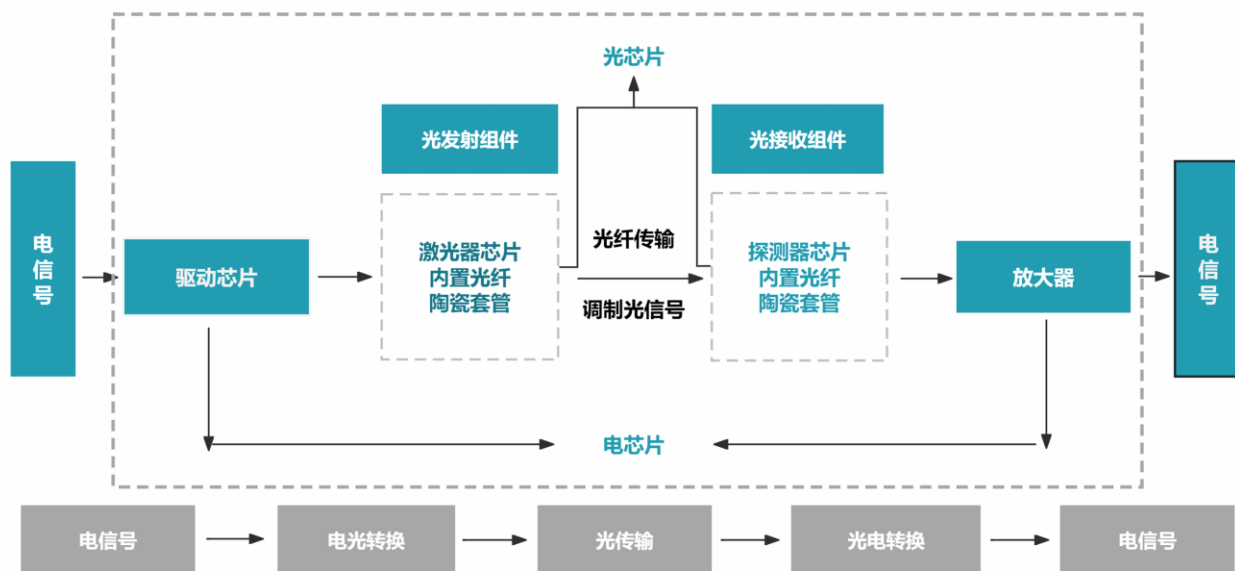 光芯片
光发射组件
光接收组件
电信号
驱动芯片
激光器芯片
内置光纤
陶瓷套管
光纤传输
调制光信号
探测器芯片
内置光纤
陶瓷套管
放大器
电信号
电芯片
电信号
电光转换
光传输
光电转换
电信号